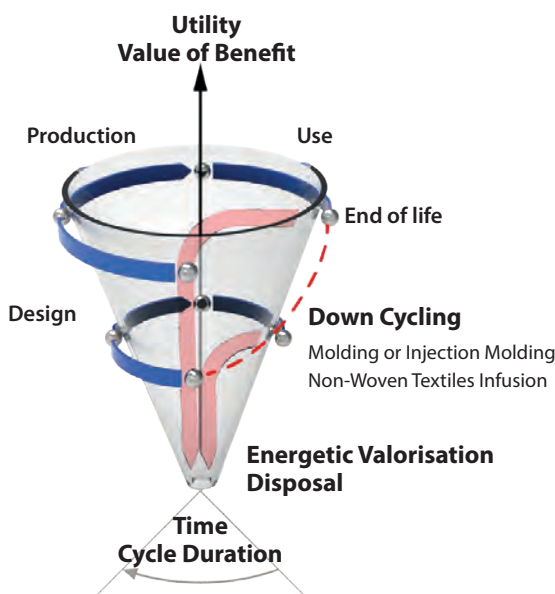 Utility
Value of Benefit
Production
Use
End of life
Design
Down Cycling
Molding or Injection Molding
Non-Woven Textiles Infusion
Energetic Valorisation
Disposal
Time
Cycle Duration